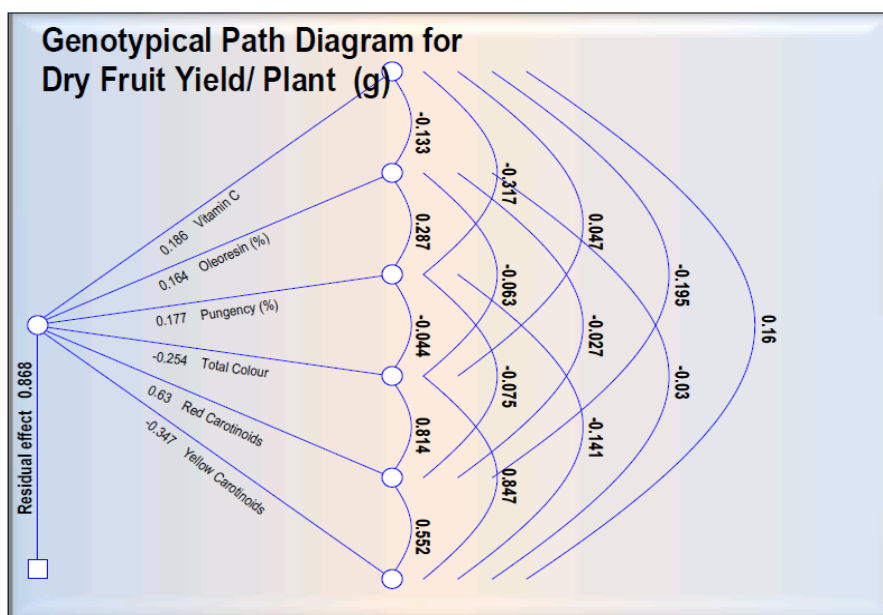 Genotypical Path Diagram for
Dry Fruit Yield/ Plant (g)
0.186 Vitamin C
0.164 Oleoresin (%)
0.177 Pungency (%)
-0.254 Total Colour
0.63 Red Carotinoids
-0.347 Yellow Carotinoids
Residual effect 0.868
-0.133
0.287
-0.044
0.814
0.552
-0.317
-0.063
-0.075
0.847
0.047
-0.027
-0.141
-0.195
-0.03
0.16